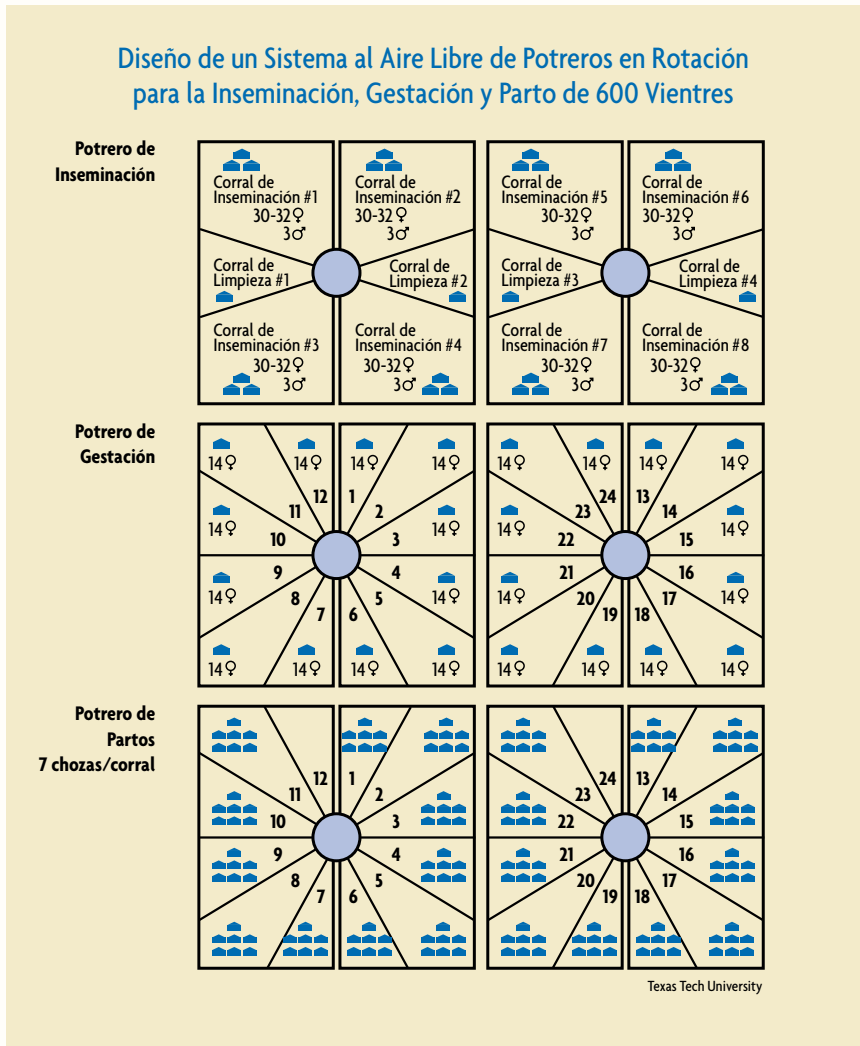 Diseño de un Sistema al Aire Libre de Potreros en Rotación
para la Inseminación, Gestación y Parto de 600 Vientres
Potrero de
Inseminación
Corral de
Inseminación #1
30-32♀
3♂
Corral de
Inseminación #2
30-32♀
3♂
Corral de
Inseminación #5
30-32♀
3♂
Corral de
Inseminación #6
30-32♀
3♂
Corral de
Limpieza #1
Corral de
Limpieza #2
Corral de
Limpieza #3
Corral de
Limpieza #4
Corral de
Inseminación #3
30-32♀
3♂
Corral de
Inseminación #4
30-32♀
3♂
Corral de
Inseminación #7
30-32♀
3♂
Corral de
Inseminación #8
30-32♀
3♂
Potrero de
Gestación
14♀ 14♀ 14♀ 14♀ 14♀ 14♀ 14♀ 14♀
12 1 24 13
11 2 23 14
14♀ 14♀ 14♀ 14♀
10 3 22 15
9 4 21 16
14♀ 14♀ 14♀ 14♀
8 5 20 17
7 6 19 18
14♀ 14♀ 14♀ 14♀ 14♀ 14♀ 14♀ 14♀
Potrero de
Partos
7 chozas/corral
12 1 24 13
11 2 23 14
10 3 22 15
9 4 21 16
8 5 20 17
7 6 19 18
Texas Tech University